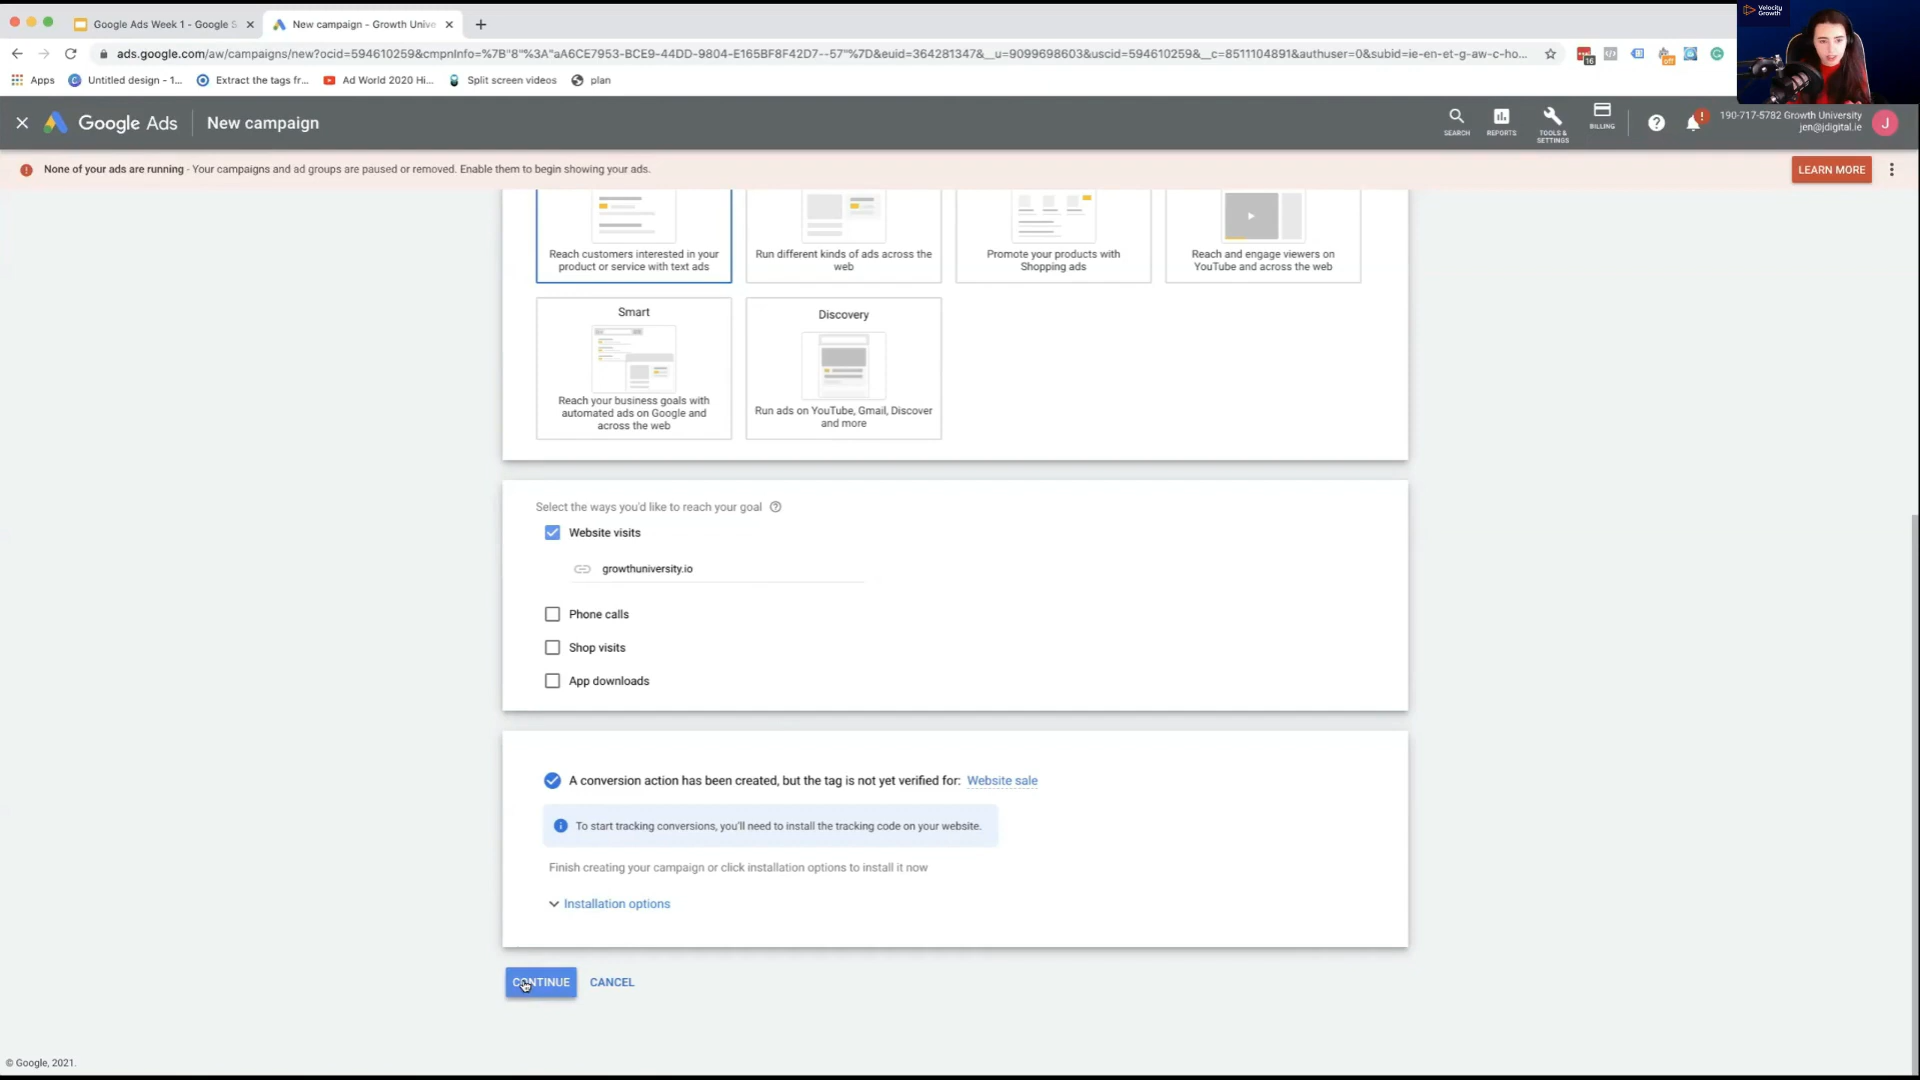 Google Ads Week 1 - Google S
New campaign - Growth Unive
ads.google.com/aw/campaigns/new?ocid=594610259&cmpnInfo=%7B"8"%3A"aA6CE7953-BCE9-44DD-9804-E165BF8F42D7--57"%7D&euid=364281347&__u=9099698603&uscid=594610259&__c=8511104891&authuser=0&subid=ie-en-et-g-aw-c-ho...
16
off
Velocity
Growth
Apps
Untitled design - 1...
Extract the tags fr...
Ad World 2020 Hi...
Split screen videos
plan
Google Ads
New campaign
SEARCH
REPORTS
TOOLS &
SETTINGS
BILLING
190-717-5782 Growth University
jen@jdigital.ie
J
None of your ads are running - Your campaigns and ad groups are paused or removed. Enable them to begin showing your ads.
LEARN MORE
Reach customers interested in your
product or service with text ads
Run different kinds of ads across the
web
Promote your products with
Shopping ads
Reach and engage viewers on
YouTube and across the web
Smart
Reach your business goals with
automated ads on Google and
across the web
Discovery
Run ads on YouTube, Gmail, Discover
and more
Select the ways you'd like to reach your goal
Website visits
growthuniversity.io
Phone calls
Shop visits
App downloads
A conversion action has been created, but the tag is not yet verified for: Website sale
To start tracking conversions, you'll need to install the tracking code on your website.
Finish creating your campaign or click installation options to install it now
Installation options
CONTINUE
CANCEL
© Google, 2021.